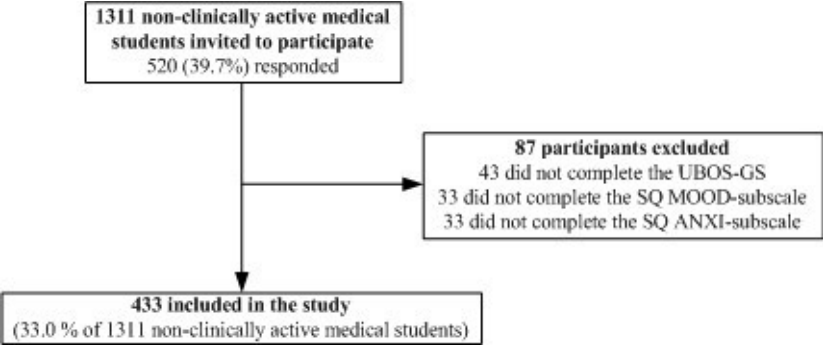 1311 non-clinically active medical
students invited to participate
520 (39.7%) responded
87 participants excluded
43 did not complete the UBOS-GS
33 did not complete the SQ MOOD-subscale
33 did not complete the SQ ANXI-subscale
433 included in the study
(33.0 % of 1311 non-clinically active medical students)